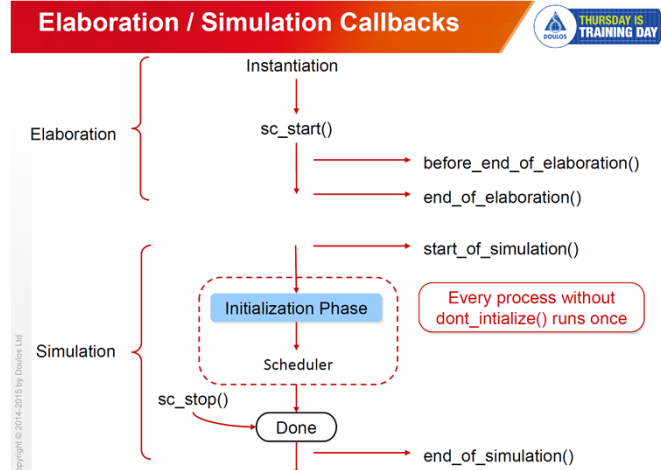 Elaboration / Simulation Callbacks
DOULOS
THURSDAY IS
TRAINING DAY
Instantiation
Elaboration
sc_start()
before_end_of_elaboration()
end_of_elaboration()
start_of_simulation()
Initialization Phase
Every process without
dont_intialize() runs once
Simulation
Scheduler
sc_stop()
Done
end_of_simulation()
opyright © 2014-2015 by Doulos Ltd